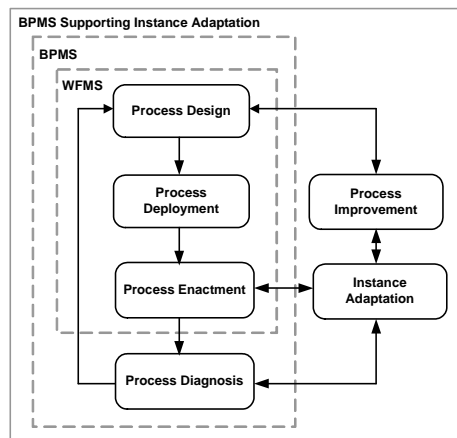 BPMS Supporting Instance Adaptation
BPMS
WFMS
Process Design
Process
Deployment
Process
Improvement
Process Enactment
Instance
Adaptation
Process Diagnosis